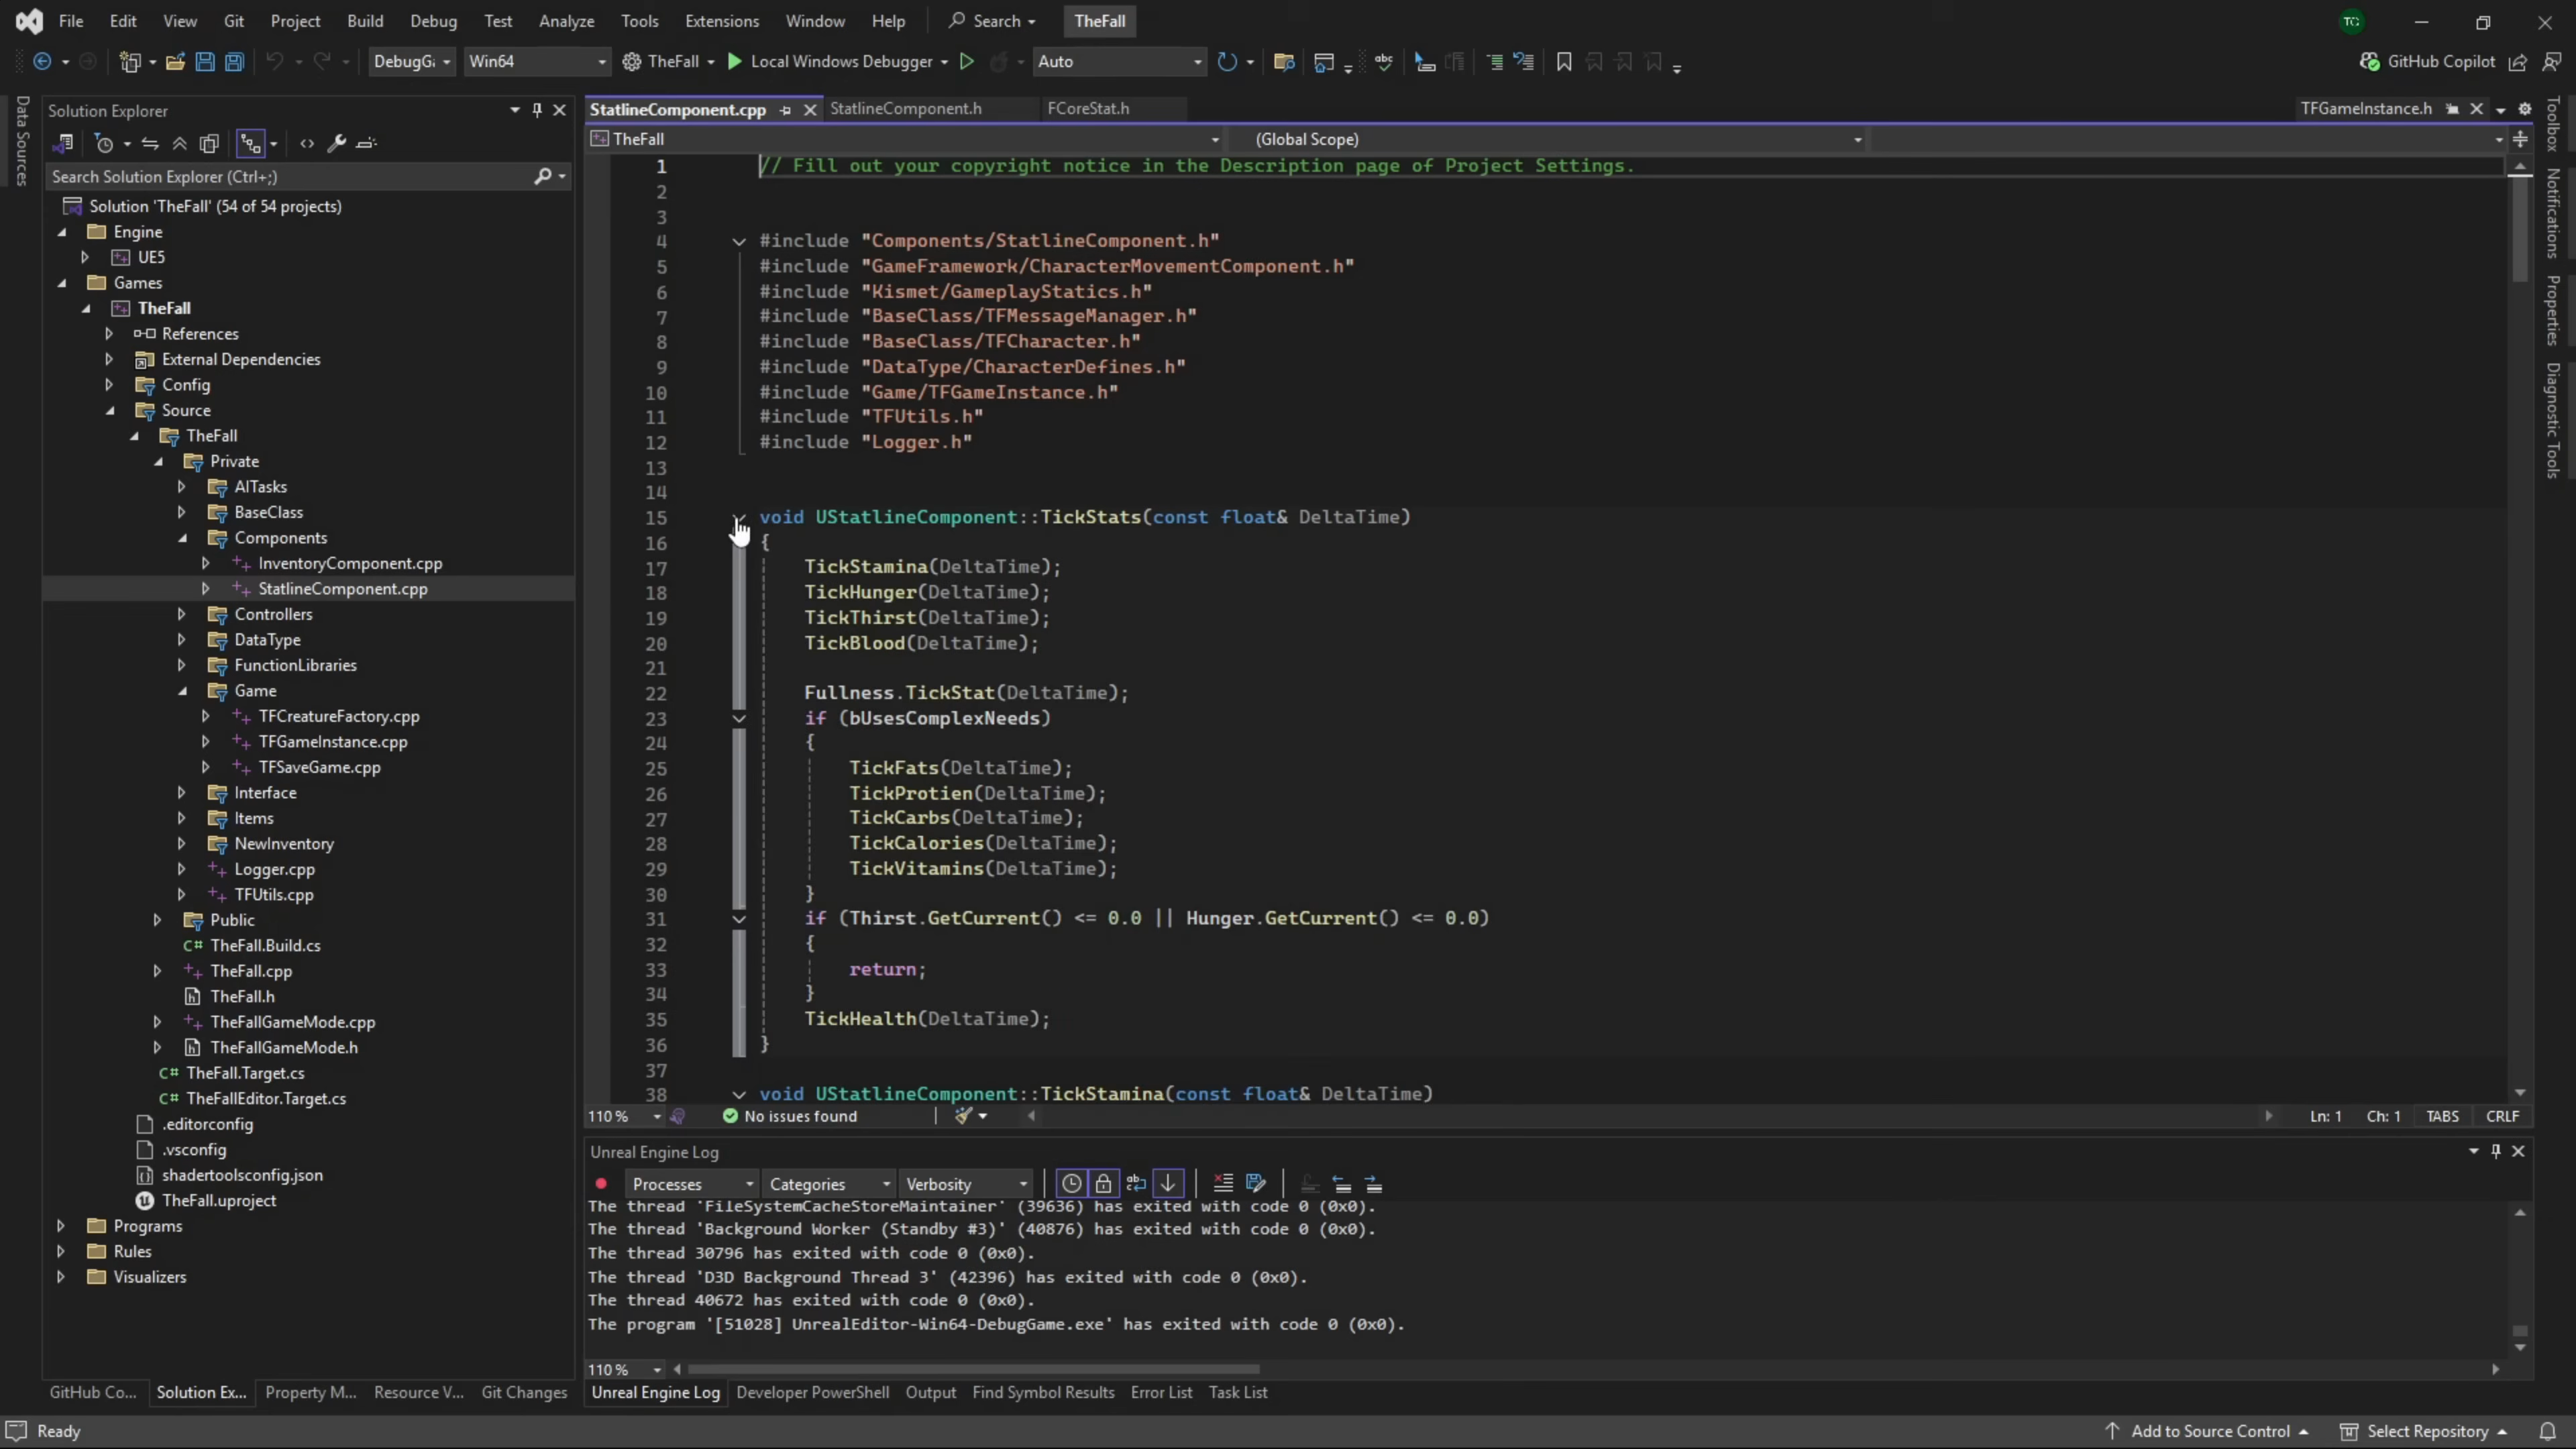 File Edit View Git Project Build Debug Test Analyze Tools Extensions Window Help Search TheFall TC
DebugGa Win64 TheFall Local Windows Debugger Auto GitHub Copilot
Data Sources
Solution Explorer
Search Solution Explorer (Ctrl+;)
Solution 'TheFall' (54 of 54 projects)
Engine
UE5
Games
TheFall
References
External Dependencies
Config
Source
TheFall
Private
AITasks
BaseClass
Components
InventoryComponent.cpp
StatlineComponent.cpp
Controllers
DataType
FunctionLibraries
Game
TFCreatureFactory.cpp
TFGameInstance.cpp
TFSaveGame.cpp
Interface
Items
NewInventory
Logger.cpp
TFUtils.cpp
Public
TheFall.Build.cs
TheFall.cpp
TheFall.h
TheFallGameMode.cpp
TheFallGameMode.h
TheFall.Target.cs
TheFallEditor.Target.cs
.editorconfig
.vsconfig
shadertoolsconfig.json
TheFall.uproject
Programs
Rules
Visualizers
GitHub Co... Solution Ex... Property M... Resource V... Git Changes
StatlineComponent.cpp StatlineComponent.h FCoreStat.h TFGameInstance.h
TheFall (Global Scope)
1 // Fill out your copyright notice in the Description page of Project Settings.
2
3
4 #include "Components/StatlineComponent.h"
5 #include "GameFramework/CharacterMovementComponent.h"
6 #include "Kismet/GameplayStatics.h"
7 #include "BaseClass/TFMessageManager.h"
8 #include "BaseClass/TFCharacter.h"
9 #include "DataType/CharacterDefines.h"
10 #include "Game/TFGameInstance.h"
11 #include "TFUtils.h"
12 #include "Logger.h"
13
14
15 void UStatlineComponent::TickStats(const float& DeltaTime)
16 {
17 TickStamina(DeltaTime);
18 TickHunger(DeltaTime);
19 TickThirst(DeltaTime);
20 TickBlood(DeltaTime);
21
22 Fullness.TickStat(DeltaTime);
23 if (bUsesComplexNeeds)
24 {
25 TickFats(DeltaTime);
26 TickProtien(DeltaTime);
27 TickCarbs(DeltaTime);
28 TickCalories(DeltaTime);
29 TickVitamins(DeltaTime);
30 }
31 if (Thirst.GetCurrent() <= 0.0 || Hunger.GetCurrent() <= 0.0)
32 {
33 return;
34 }
35 TickHealth(DeltaTime);
36 }
37
38 void UStatlineComponent::TickStamina(const float& DeltaTime)
110 % No issues found Ln: 1 Ch: 1 TABS CRLF
Unreal Engine Log
Processes Categories Verbosity
The thread 'FileSystemCacheStoreMaintainer' (39636) has exited with code 0 (0x0).
The thread 'Background Worker (Standby #3)' (40876) has exited with code 0 (0x0).
The thread 30796 has exited with code 0 (0x0).
The thread 'D3D Background Thread 3' (42396) has exited with code 0 (0x0).
The thread 40672 has exited with code 0 (0x0).
The program '[51028] UnrealEditor-Win64-DebugGame.exe' has exited with code 0 (0x0).
110 %
Unreal Engine Log Developer PowerShell Output Find Symbol Results Error List Task List
Toolbox
Notifications
Properties
Diagnostic Tools
Ready Add to Source Control Select Repository